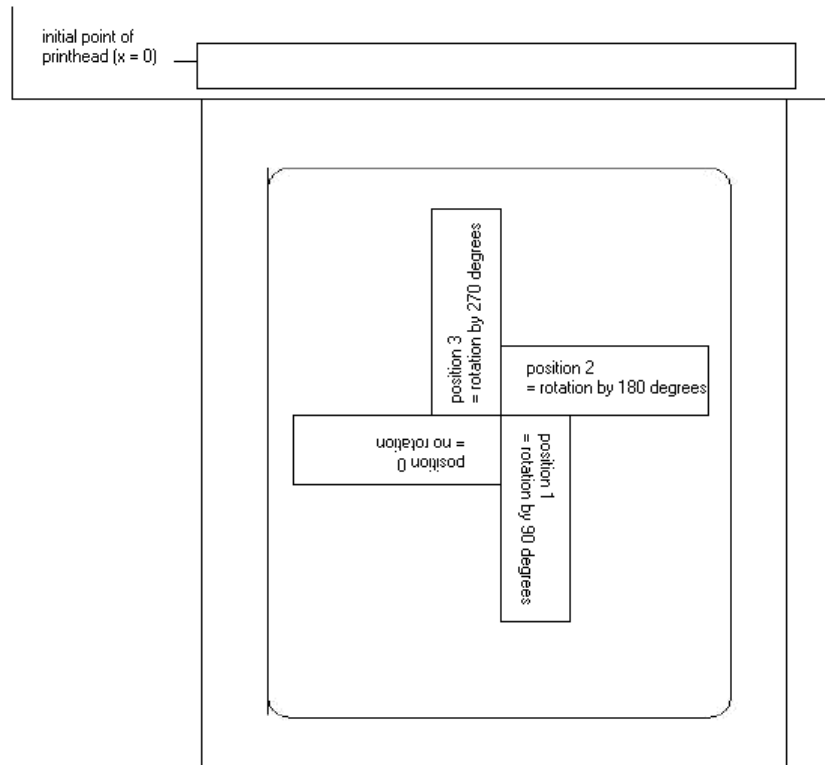 initial point of
printhead (x = 0)
position 3
= rotation by 270 degrees
position 2
= rotation by 180 degrees
position 0
= no rotation
position 1
= rotation by 90 degrees